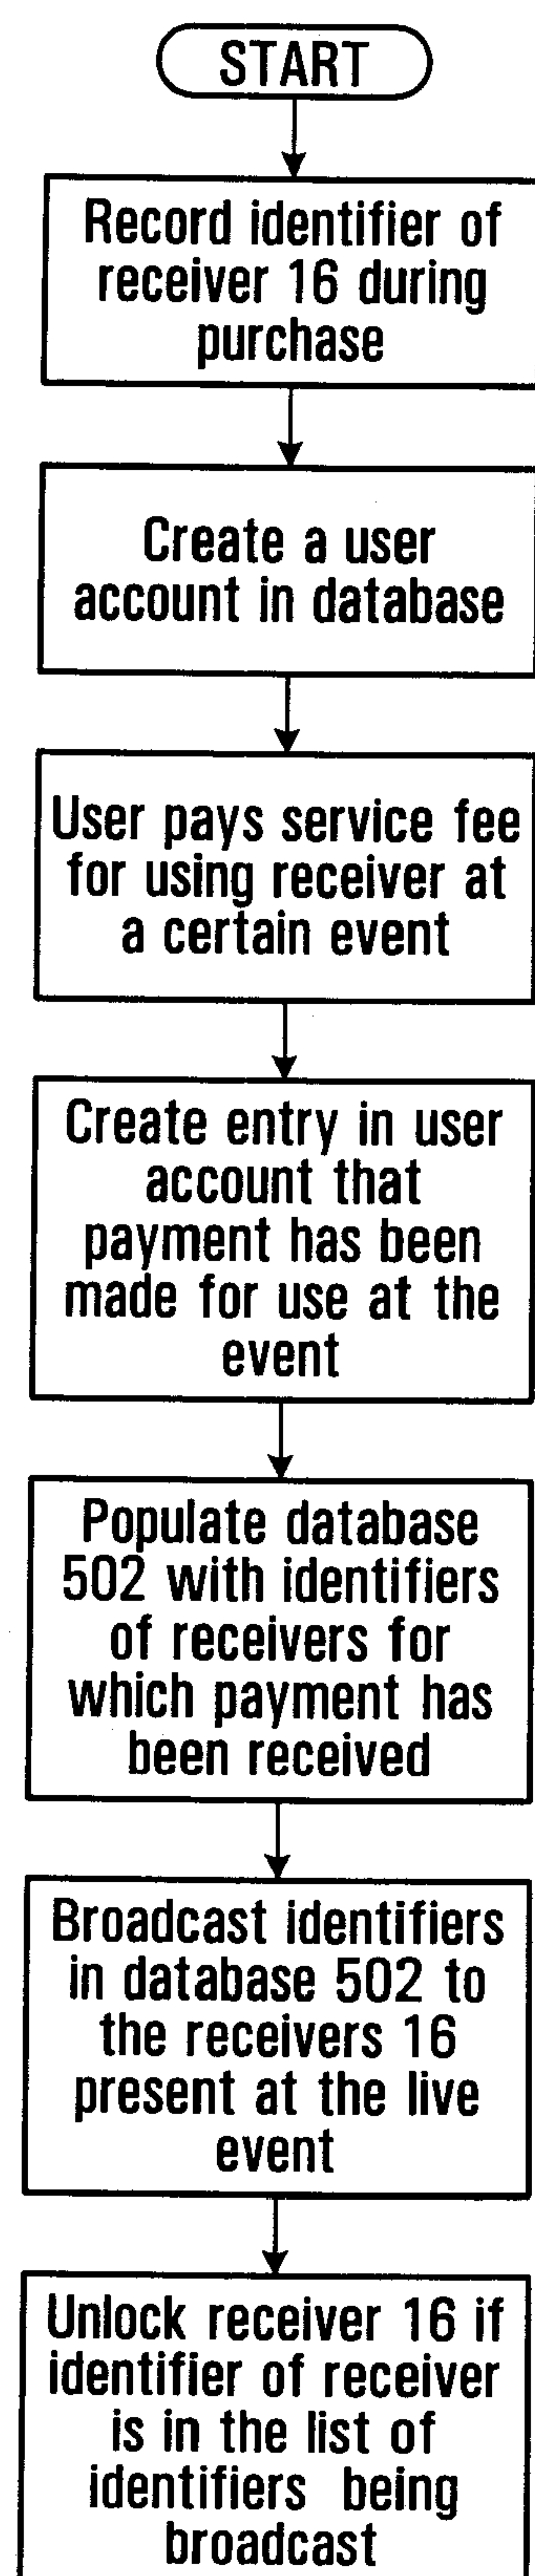 START
Record identifier of
receiver 16 during
purchase
Create a user
account in database
User pays service fee
for using receiver at
a certain event
Create entry in user
account that
payment has been
made for use at the
event
Populate database
502 with identifiers
of receivers for
which payment has
been received
Broadcast identifiers
in database 502 to
the receivers 16
present at the live
event
Unlock receiver 16 if
identifier of receiver
is in the list of
identifiers being
broadcast